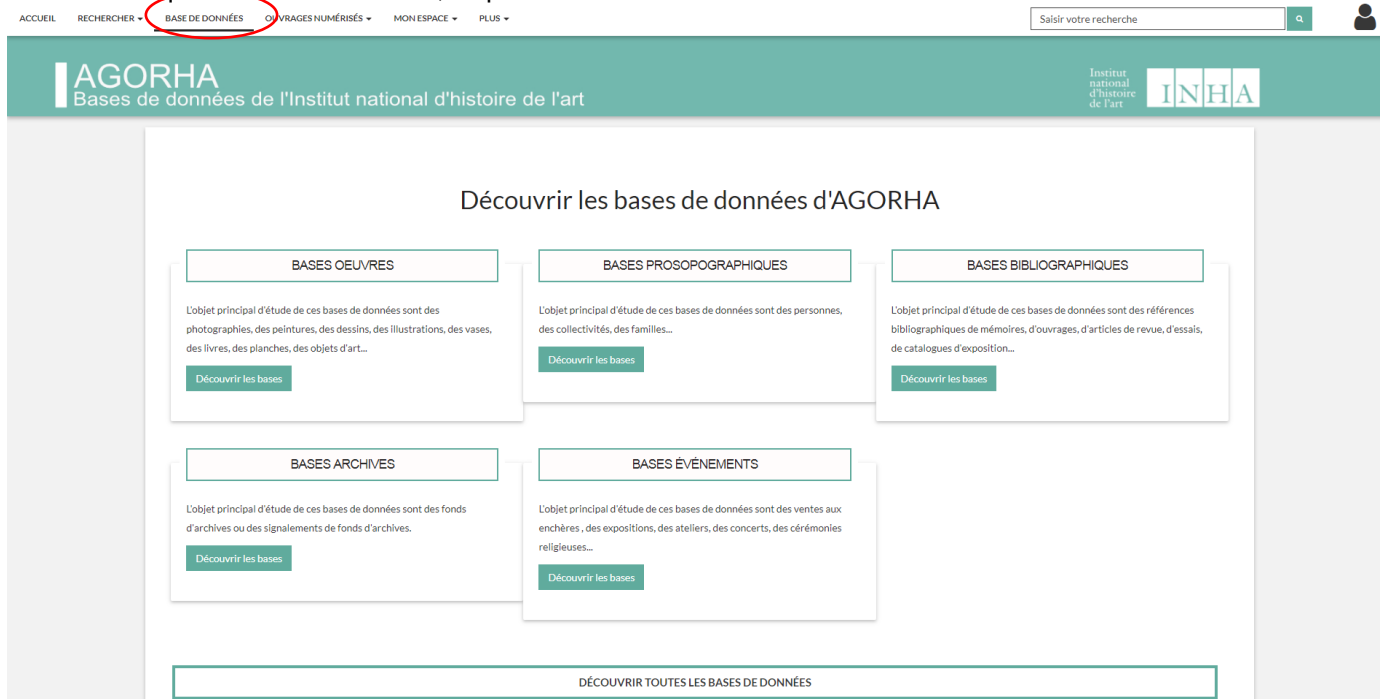 ACCUEIL RECHERCHER BASE DE DONNÉES OUVRAGES NUMÉRISÉS MON ESPACE PLUS Saisir votre recherche
AGORHA
Bases de données de l'Institut national d'histoire de l'art
Institut
national
d'histoire
de l'art
INHA
Découvrir les bases de données d'AGORHA
BASES OEUVRES
L'objet principal d'étude de ces bases de données sont des
photographies, des peintures, des dessins, des illustrations, des vases,
des livres, des planches, des objets d'art...
Découvrir les bases
BASES PROSOPOGRAPHIQUES
L'objet principal d'étude de ces bases de données sont des personnes,
des collectivités, des familles...
Découvrir les bases
BASES BIBLIOGRAPHIQUES
L'objet principal d'étude de ces bases de données sont des références
bibliographiques de mémoires, d'ouvrages, d'articles de revue, d'essais,
de catalogues d'exposition...
Découvrir les bases
BASES ARCHIVES
L'objet principal d'étude de ces bases de données sont des fonds
d'archives ou des signalements de fonds d'archives.
Découvrir les bases
BASES ÉVÈNEMENTS
L'objet principal d'étude de ces bases de données sont des ventes aux
enchères , des expositions, des ateliers, des concerts, des cérémonies
religieuses...
Découvrir les bases
DÉCOUVRIR TOUTES LES BASES DE DONNÉES